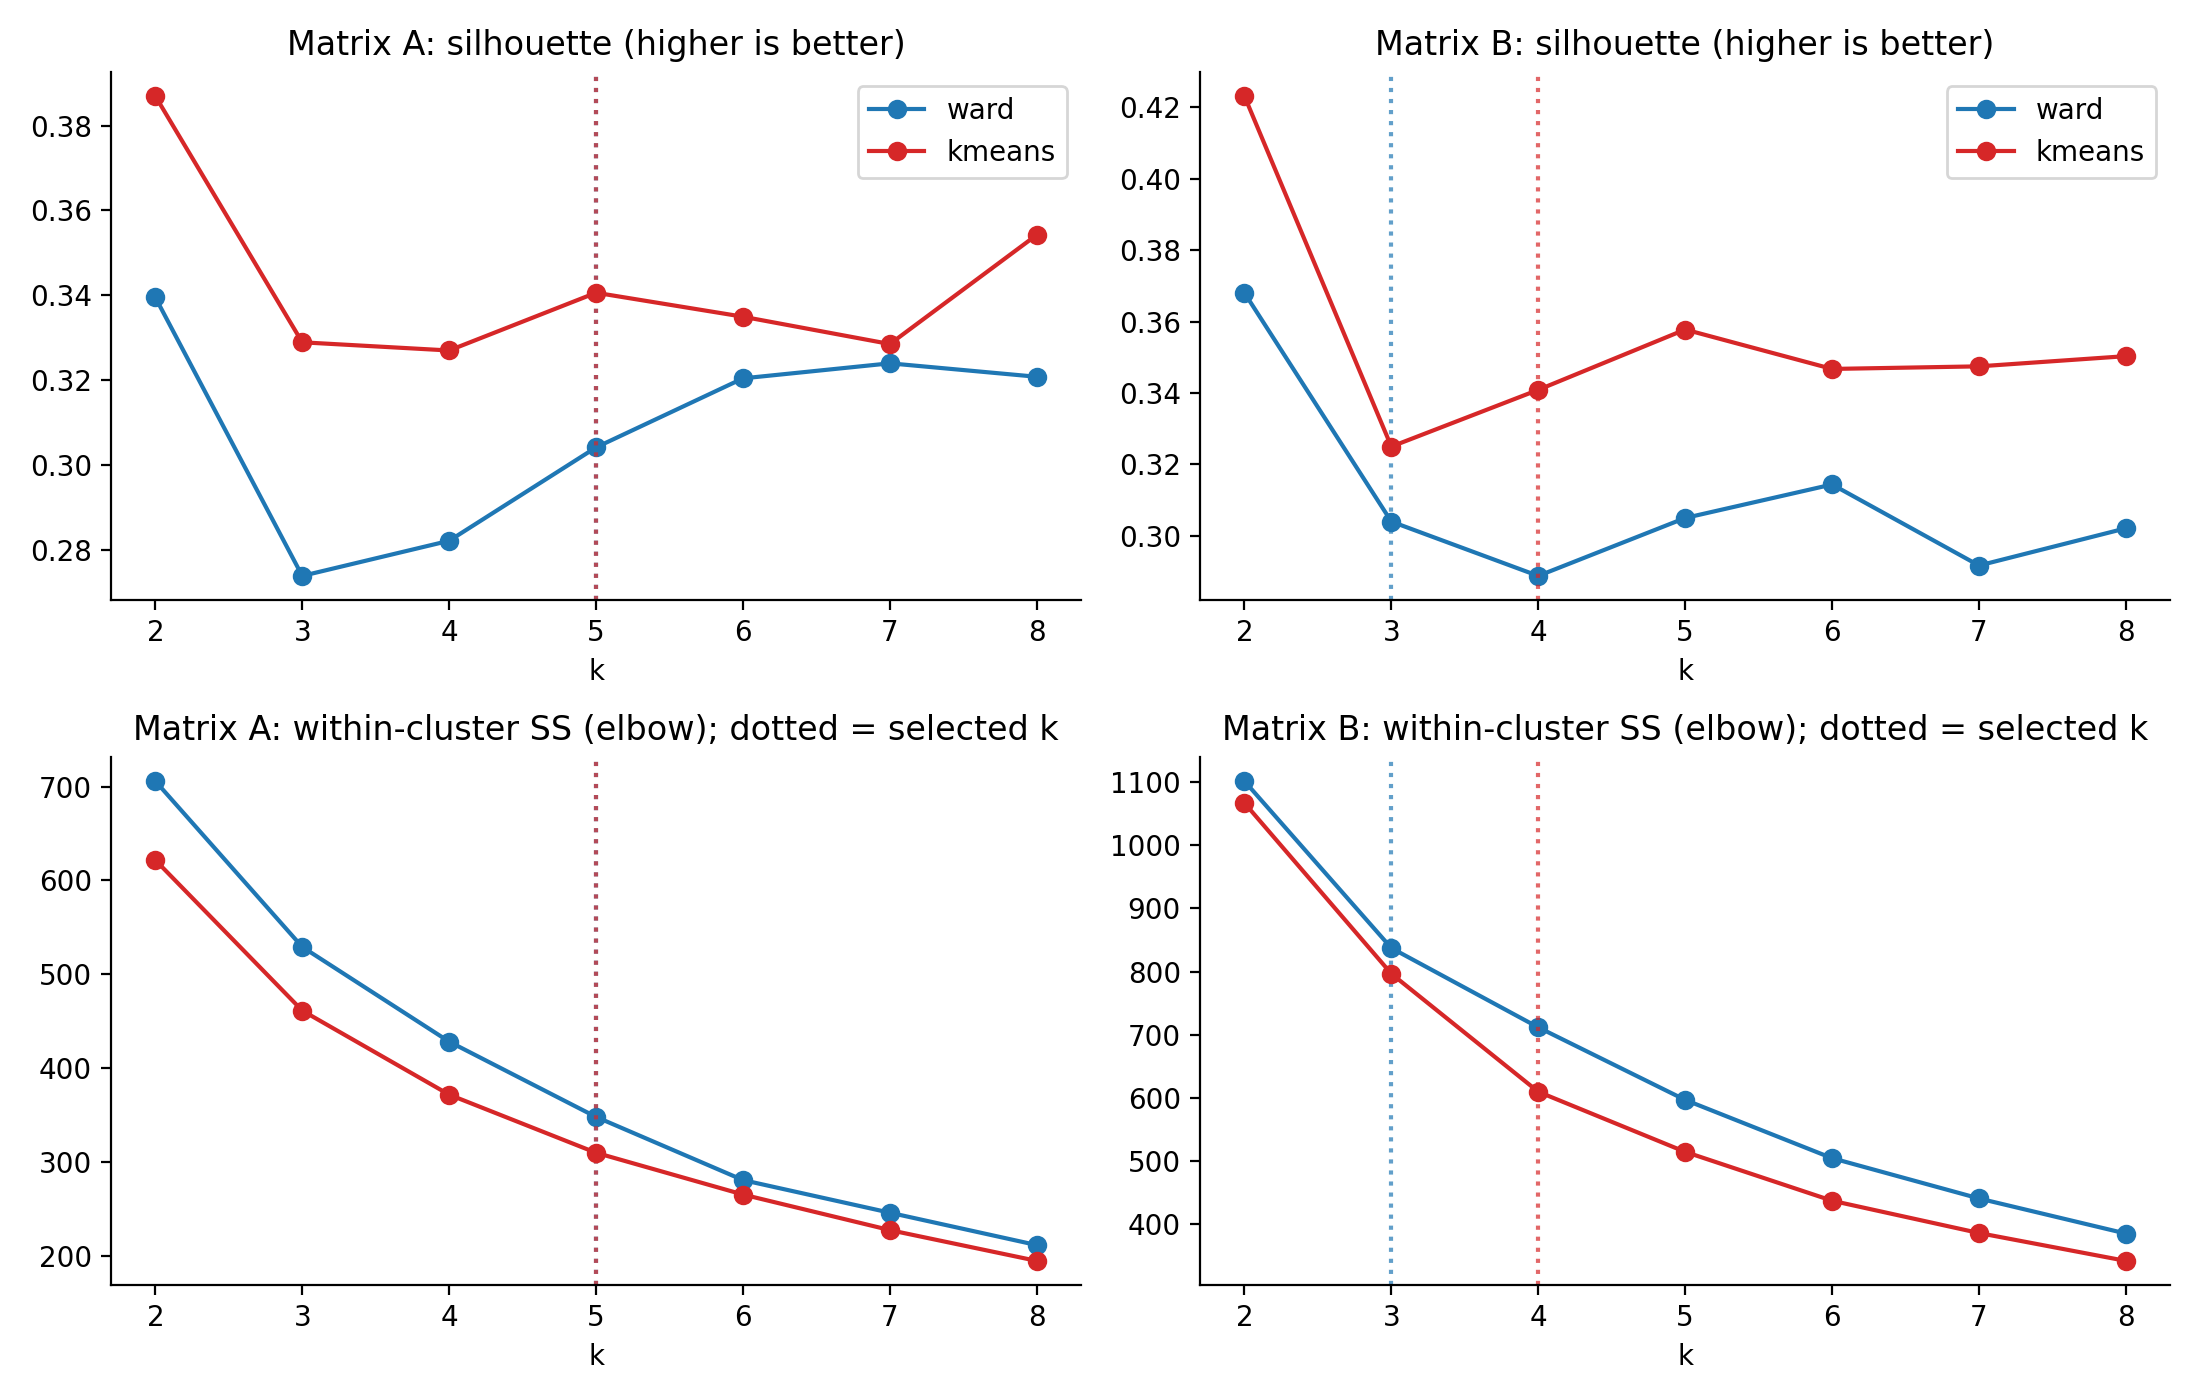 Matrix A: silhouette (higher is better)
0.38
0.36
0.34
0.32
0.30
0.28
ward
kmeans
2 3 4 5 6 7 8
k
Matrix B: silhouette (higher is better)
0.42
0.40
0.38
0.36
0.34
0.32
0.30
ward
kmeans
2 3 4 5 6 7 8
k
Matrix A: within-cluster SS (elbow); dotted = selected k
700
600
500
400
300
200
2 3 4 5 6 7 8
k
Matrix B: within-cluster SS (elbow); dotted = selected k
1100
1000
900
800
700
600
500
400
2 3 4 5 6 7 8
k